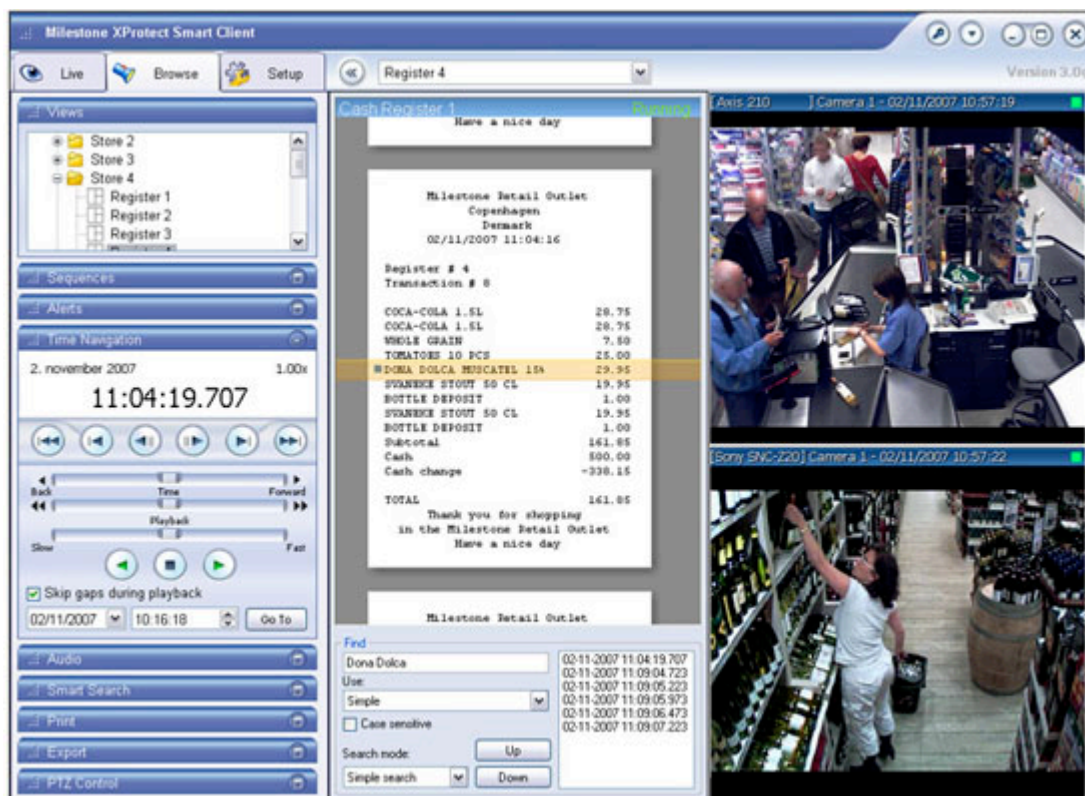 Milestone XProtect Smart Client
Live
Browse
Setup
Register 4
Version 3.0
Views
Store 2
Store 3
Store 4
Register 1
Register 2
Register 3
Sequences
Alerts
Time Navigation
2. november 2007 1.00x
11:04:19.707
Back Time Forward
Playback
Slow Fast
Skip gaps during playback
02/11/2007 10:16:18 Go To
Audio
Smart Search
Print
Export
PTZ Control
Cash Register 1 Running
Have a nice day
Milestone Retail Outlet
Copenhagen
Denmark
02/11/2007 11:04:16
Register # 4
Transaction # 8
COCA-COLA 1.5L 28.75
COCA-COLA 1.5L 28.75
WHOLE GRAIN 7.50
TOMATOES 10 PCS 25.00
DONA DOLCA MUSCATEL 15% 29.95
SVANEKE STOUT 50 CL 19.95
BOTTLE DEPOSIT 1.00
SVANEKE STOUT 50 CL 19.95
BOTTLE DEPOSIT 1.00
Subtotal 161.85
Cash 500.00
Cash change -338.15
TOTAL 161.85
Thank you for shopping
in the Milestone Retail Outlet
Have a nice day
Milestone Retail Outlet
Find
Dona Dolca
Use:
Simple
Case sensitive
Search mode:
Simple search
Up
Down
02-11-2007 11:04:19.707
02-11-2007 11:09:04.723
02-11-2007 11:09:05.223
02-11-2007 11:09:05.973
02-11-2007 11:09:06.473
02-11-2007 11:09:07.223
[Axis 210 ] Camera 1 - 02/11/2007 10:57:19
[Sony SNC-Z20] Camera 1 - 02/11/2007 10:57:22